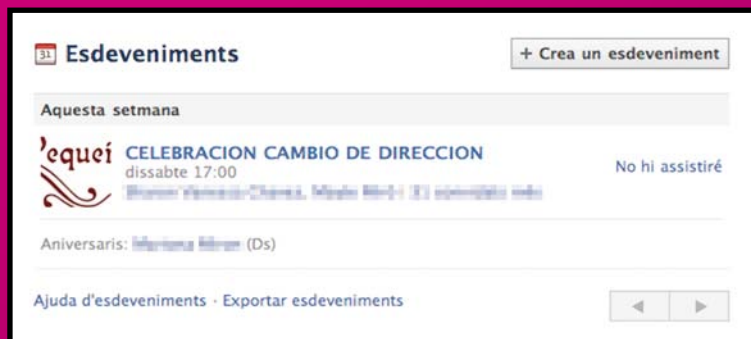 31 Esdeveniments
+ Crea un esdeveniment
Aquesta setmana
'equeí CELEBRACION CAMBIO DE DIRECCION
dissabte 17:00
No hi assistiré
Aniversaris: (Ds)
Ajuda d'esdeveniments · Exportar esdeveniments